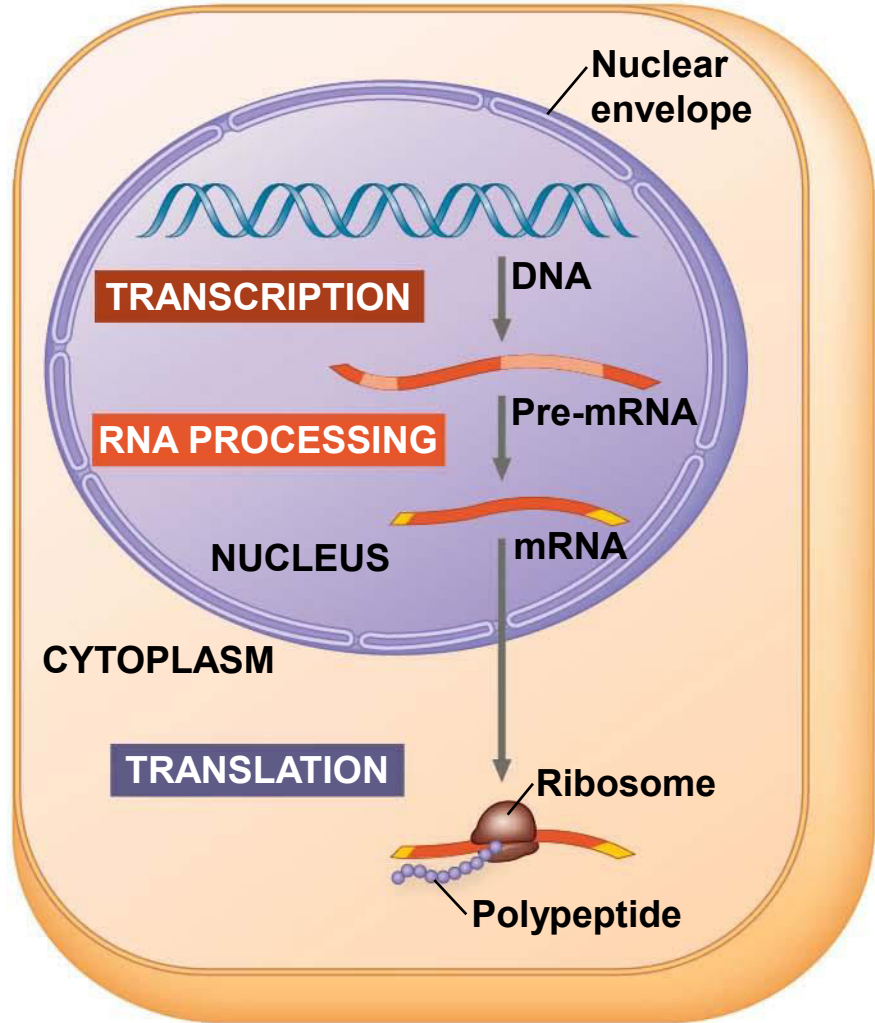 Nuclear
envelope
DNA
TRANSCRIPTION
Pre-mRNA
RNA PROCESSING
mRNA
NUCLEUS
CYTOPLASM
TRANSLATION
Ribosome
Polypeptide